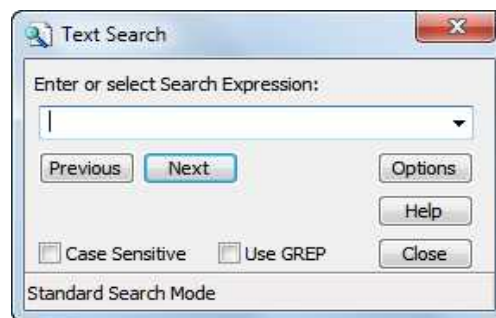 Text Search
Enter or select Search Expression:
Previous Next Options
Help
Case Sensitive Use GREP Close
Standard Search Mode